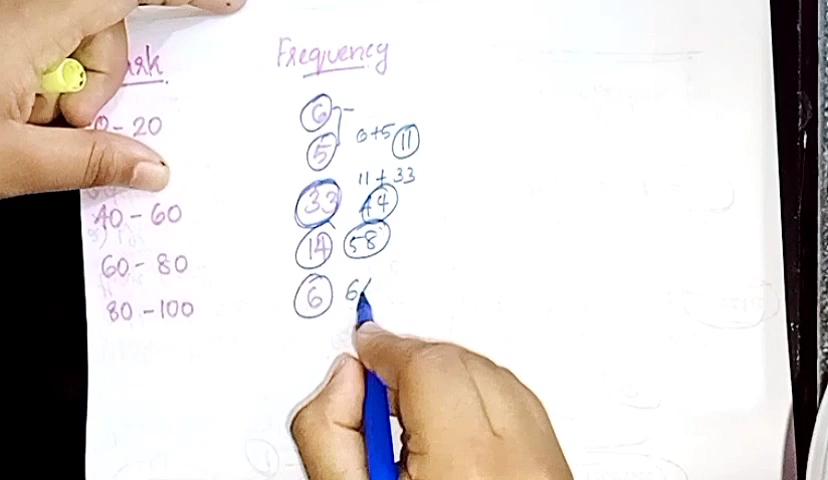 Frequency
0-20 6
5 6+5 11
11 + 33
40-60 33 44
60-80 14 58
80-100 6 6